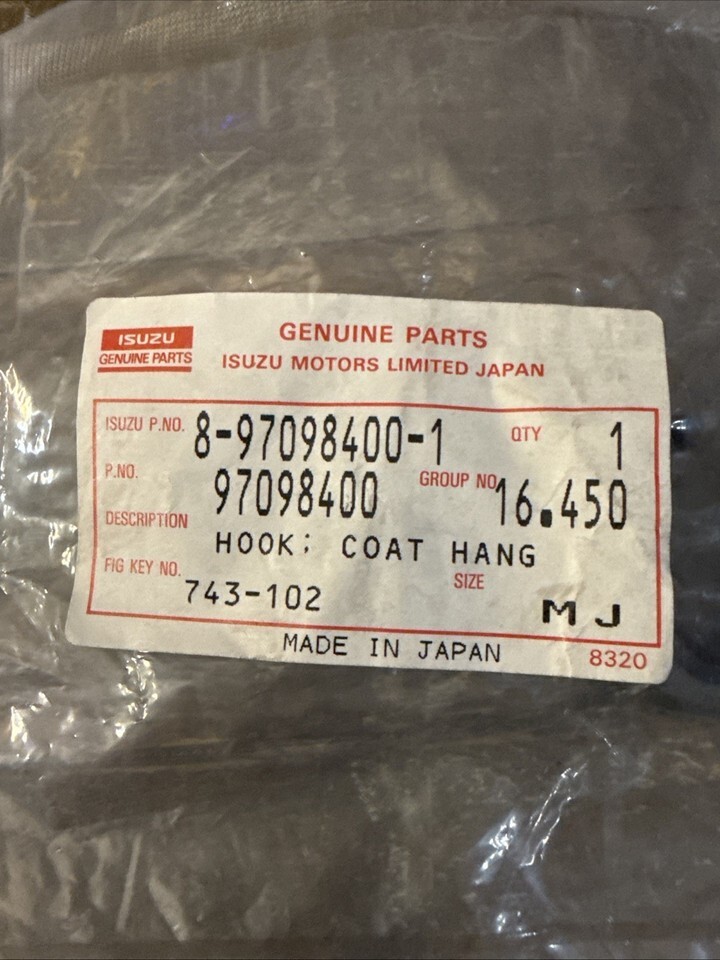 ISUZU
GENUINE PARTS
GENUINE PARTS
ISUZU MOTORS LIMITED JAPAN
ISUZU P.NO. 8-97098400-1 QTY 1
P.NO. 97098400 GROUP NO. 16.450
DESCRIPTION HOOK; COAT HANG
FIG KEY NO. 743-102 SIZE MJ
MADE IN JAPAN 8320